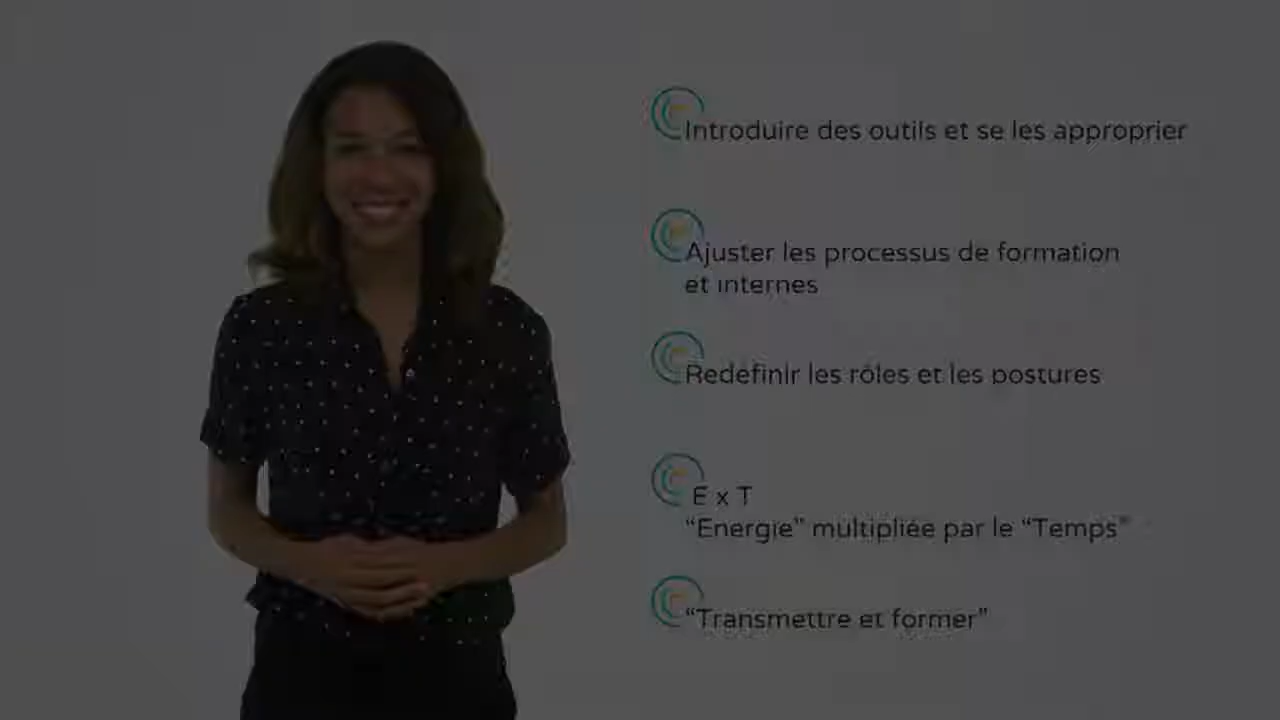 Introduire des outils et se les approprier
Ajuster les processus de formation
et internes
Redéfinir les rôles et les postures
E x T
“Energie” multipliée par le “Temps”
“Transmettre et former”